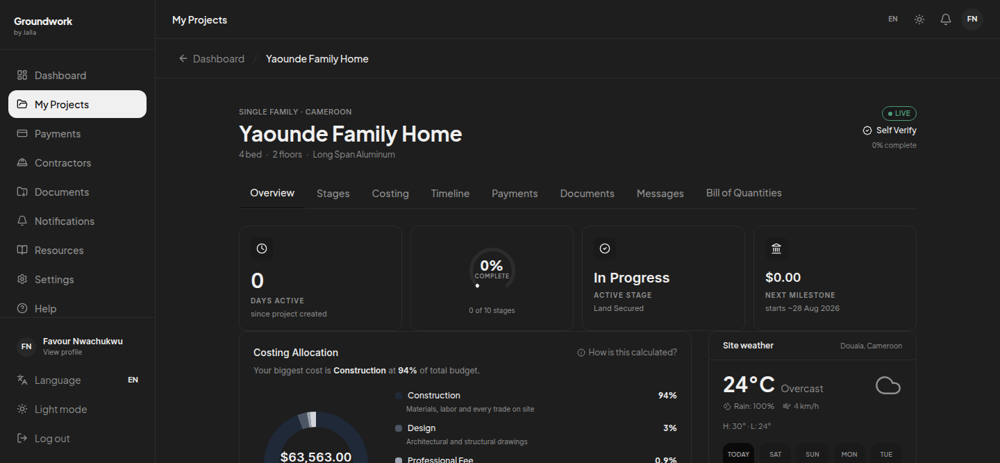 Groundwork
by Jalla
Dashboard
My Projects
Payments
Contractors
Documents
Notifications
Resources
Settings
Help
FN
Favour Nwachukwu
View profile
Language EN
Light mode
Log out
My Projects
EN
FN
Dashboard / Yaounde Family Home
SINGLE FAMILY · CAMEROON
Yaounde Family Home
4 bed · 2 floors · Long Span Aluminum
LIVE
Self Verify
0% complete
Overview Stages Costing Timeline Payments Documents Messages Bill of Quantities
0
DAYS ACTIVE
since project created
0%
COMPLETE
0 of 10 stages
In Progress
ACTIVE STAGE
Land Secured
$0.00
NEXT MILESTONE
starts ~28 Aug 2026
Costing Allocation
How is this calculated?
Your biggest cost is Construction at 94% of total budget.
$63,563.00
Construction 94%
Materials, labor and every trade on site
Design 3%
Architectural and structural drawings
Professional Fee 0.9%
Site weather
Douala, Cameroon
24°C Overcast
Rain: 100% 4 km/h
H: 30° · L: 24°
TODAY SAT SUN MON TUE